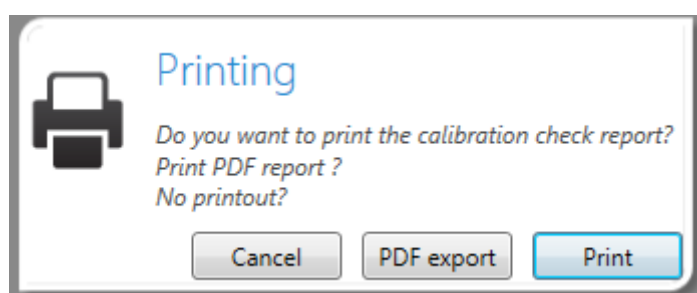 Printing
Do you want to print the calibration check report?
Print PDF report ?
No printout?
Cancel PDF export Print